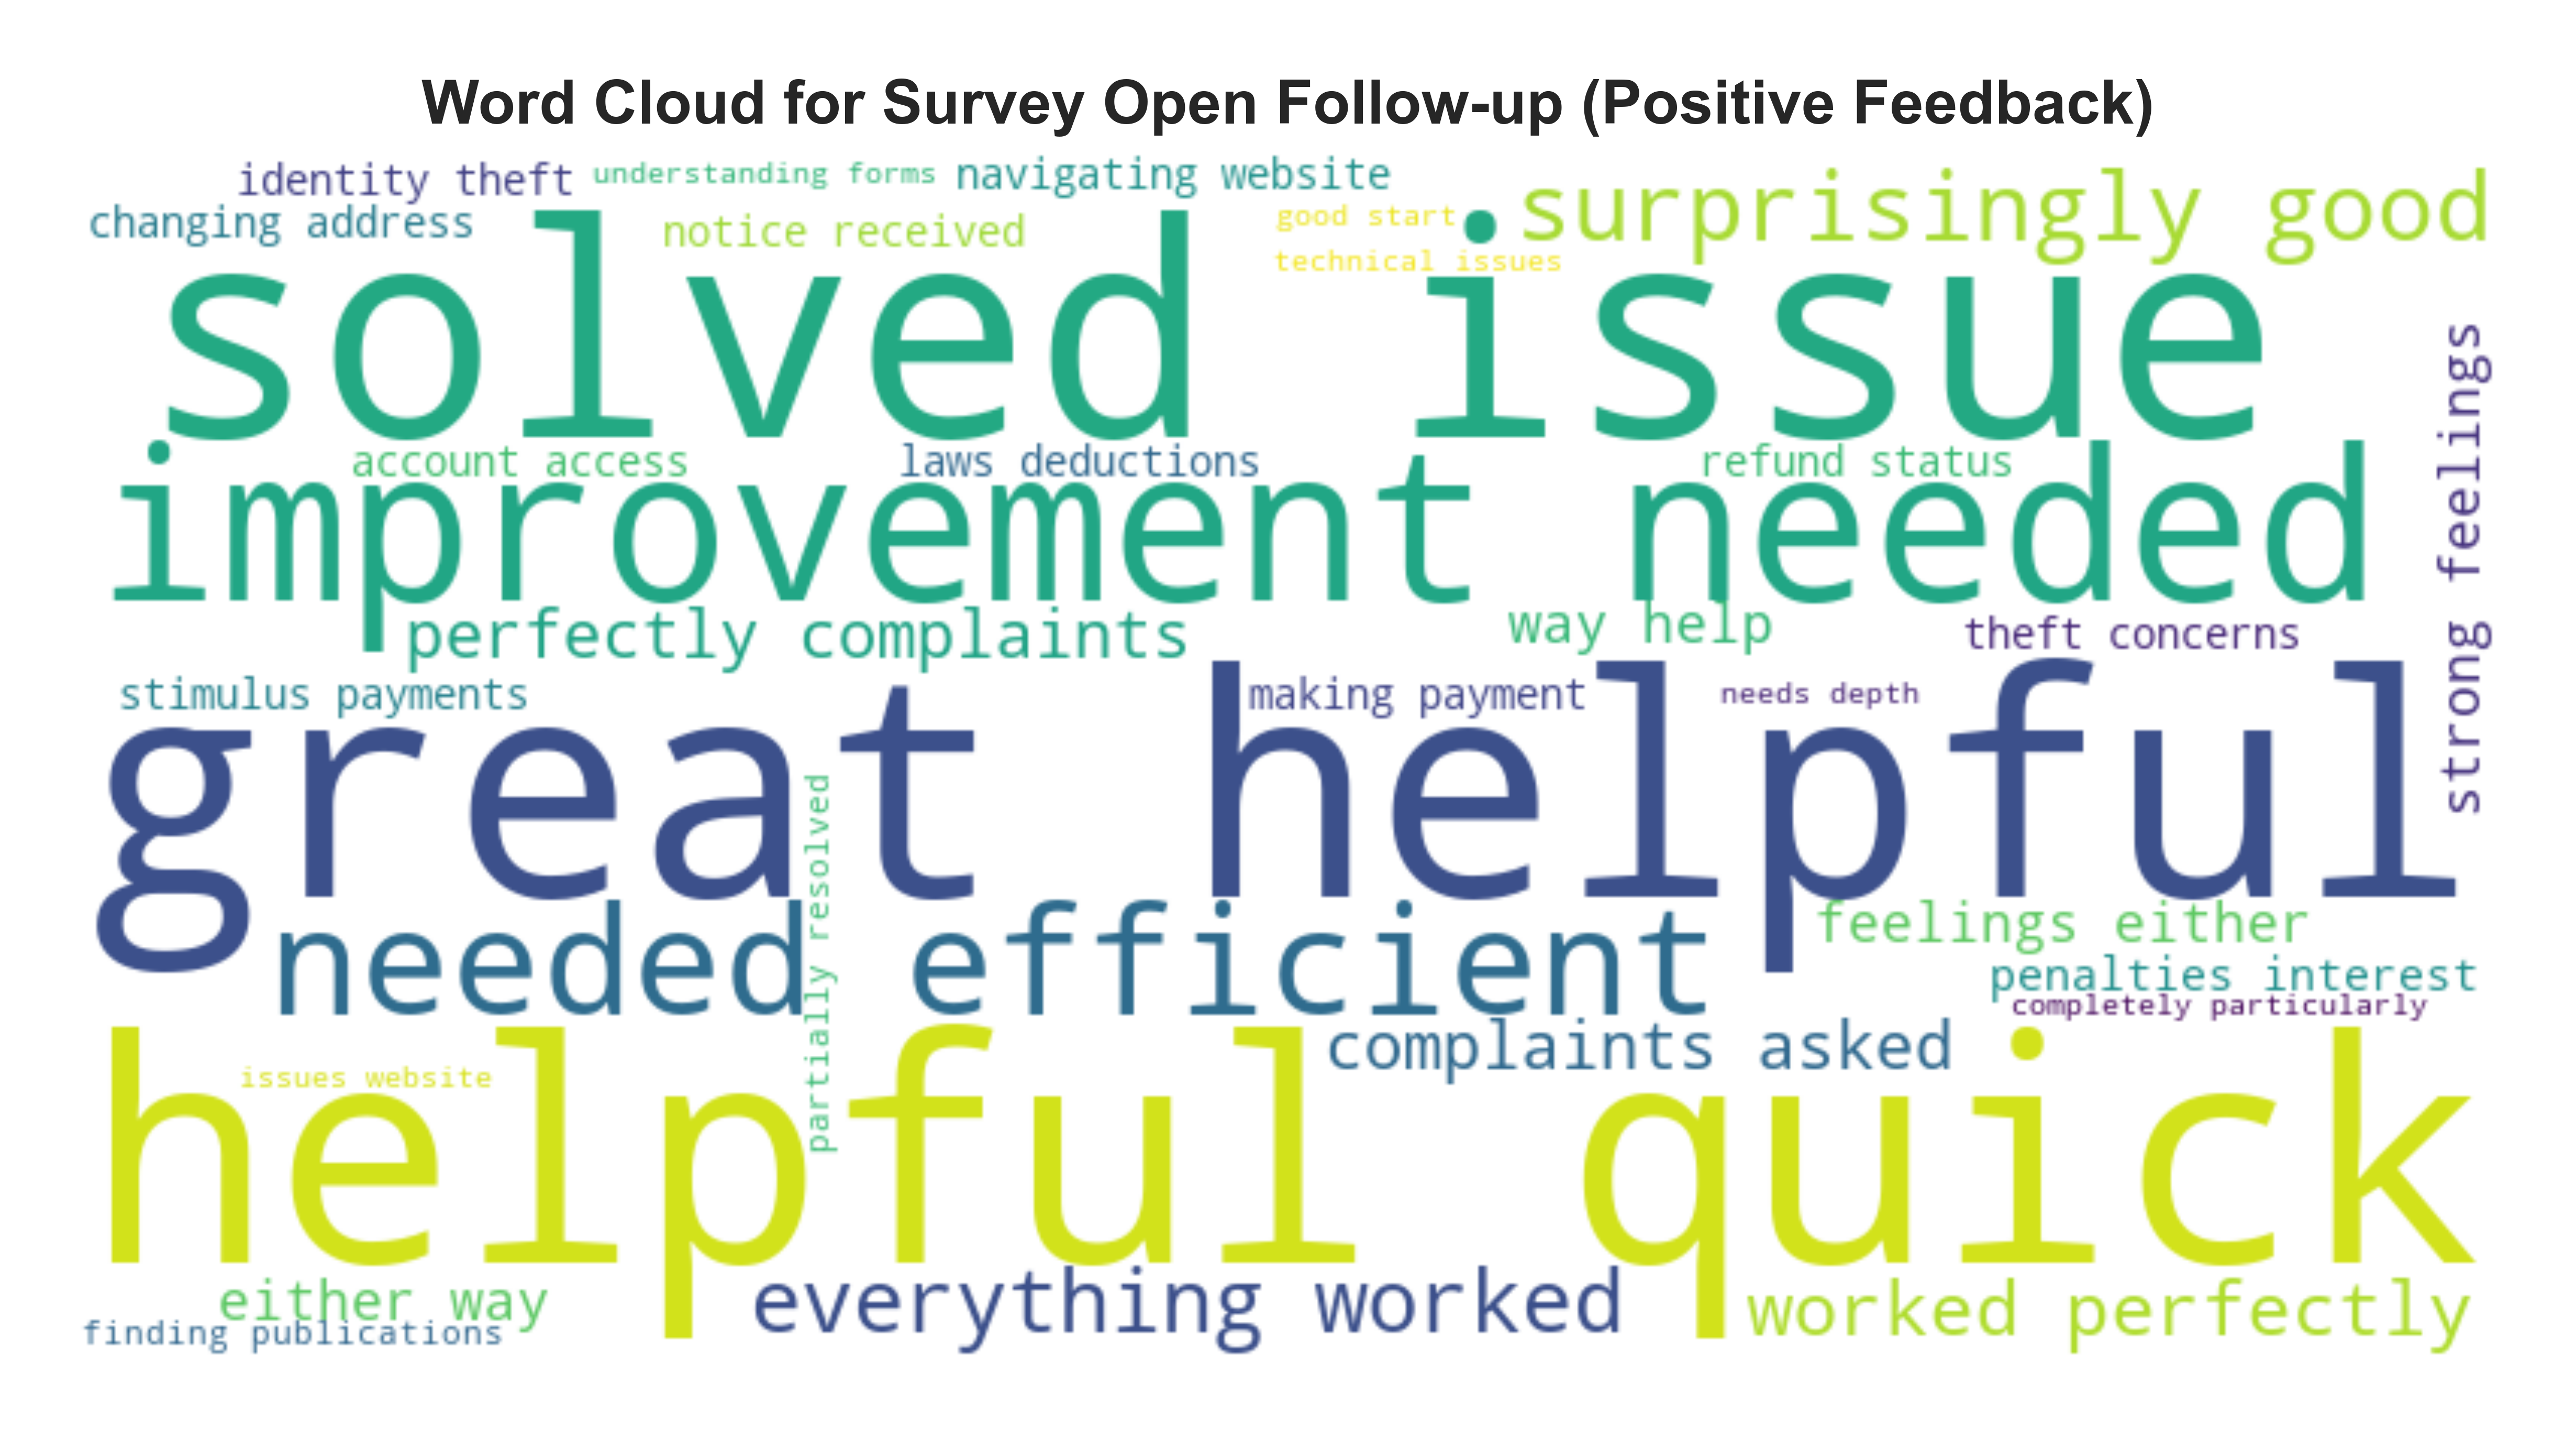 Word Cloud for Survey Open Follow-up (Positive Feedback)
identity theft
understanding forms
navigating website
surprisingly good
changing address
notice received
good start
technical issues
solved issue
strong feelings
account access
laws deductions
refund status
improvement needed
perfectly complaints
way help
theft concerns
stimulus payments
making payment
needs depth
great helpful
partially resolved
needed efficient
feelings either
penalties interest
completely particularly
complaints asked
issues website
helpful quick
either way
everything worked
worked perfectly
finding publications